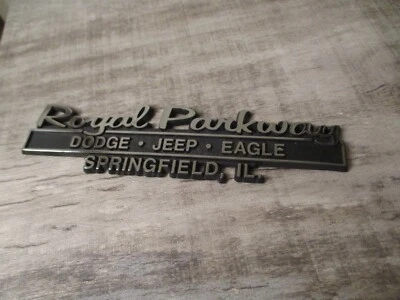 Royal Parkway
DODGE · JEEP · EAGLE
SPRINGFIELD, IL.